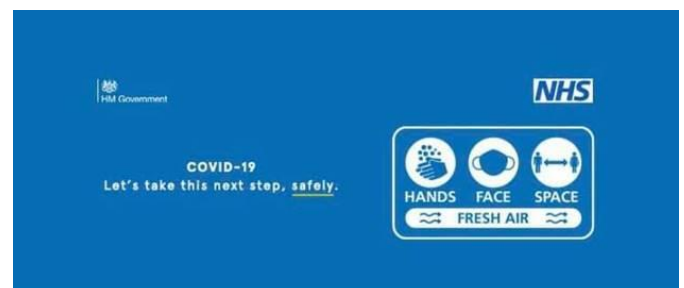 HM Government
NHS
COVID-19
Let's take this next step, safely.
HANDS FACE SPACE
FRESH AIR